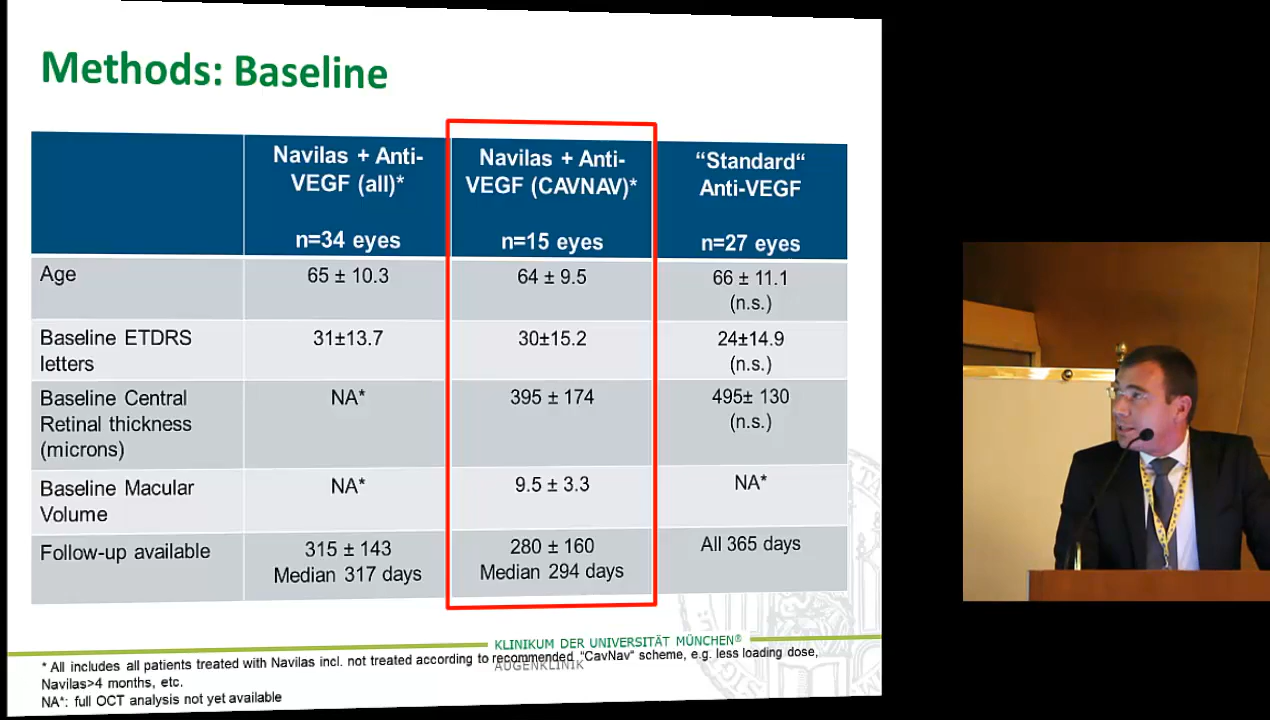 Methods: Baseline
Navilas + Anti-
VEGF (all)*
n=34 eyes
Navilas + Anti-
VEGF (CAVNAV)*
n=15 eyes
“Standard“
Anti-VEGF
n=27 eyes
Age
65 ± 10.3
64 ± 9.5
66 ± 11.1
(n.s.)
Baseline ETDRS
letters
31±13.7
30±15.2
24±14.9
(n.s.)
Baseline Central
Retinal thickness
(microns)
NA*
395 ± 174
495± 130
(n.s.)
Baseline Macular
Volume
NA*
9.5 ± 3.3
NA*
Follow-up available
315 ± 143
Median 317 days
280 ± 160
Median 294 days
All 365 days
KLINIKUM DER UNIVERSITÄT MÜNCHEN®
AUGENKLINIK
* All includes all patients treated with Navilas incl. not treated according to recommended “CavNav“ scheme, e.g. less loading dose,
Navilas>4 months, etc.
NA*: full OCT analysis not yet available